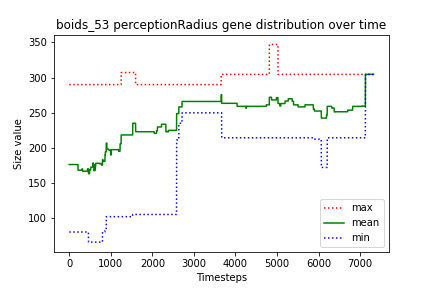 boids_53 perceptionRadius gene distribution over time
Size value
350
300
250
200
150
100
0 1000 2000 3000 4000 5000 6000 7000
Timesteps
max
mean
min